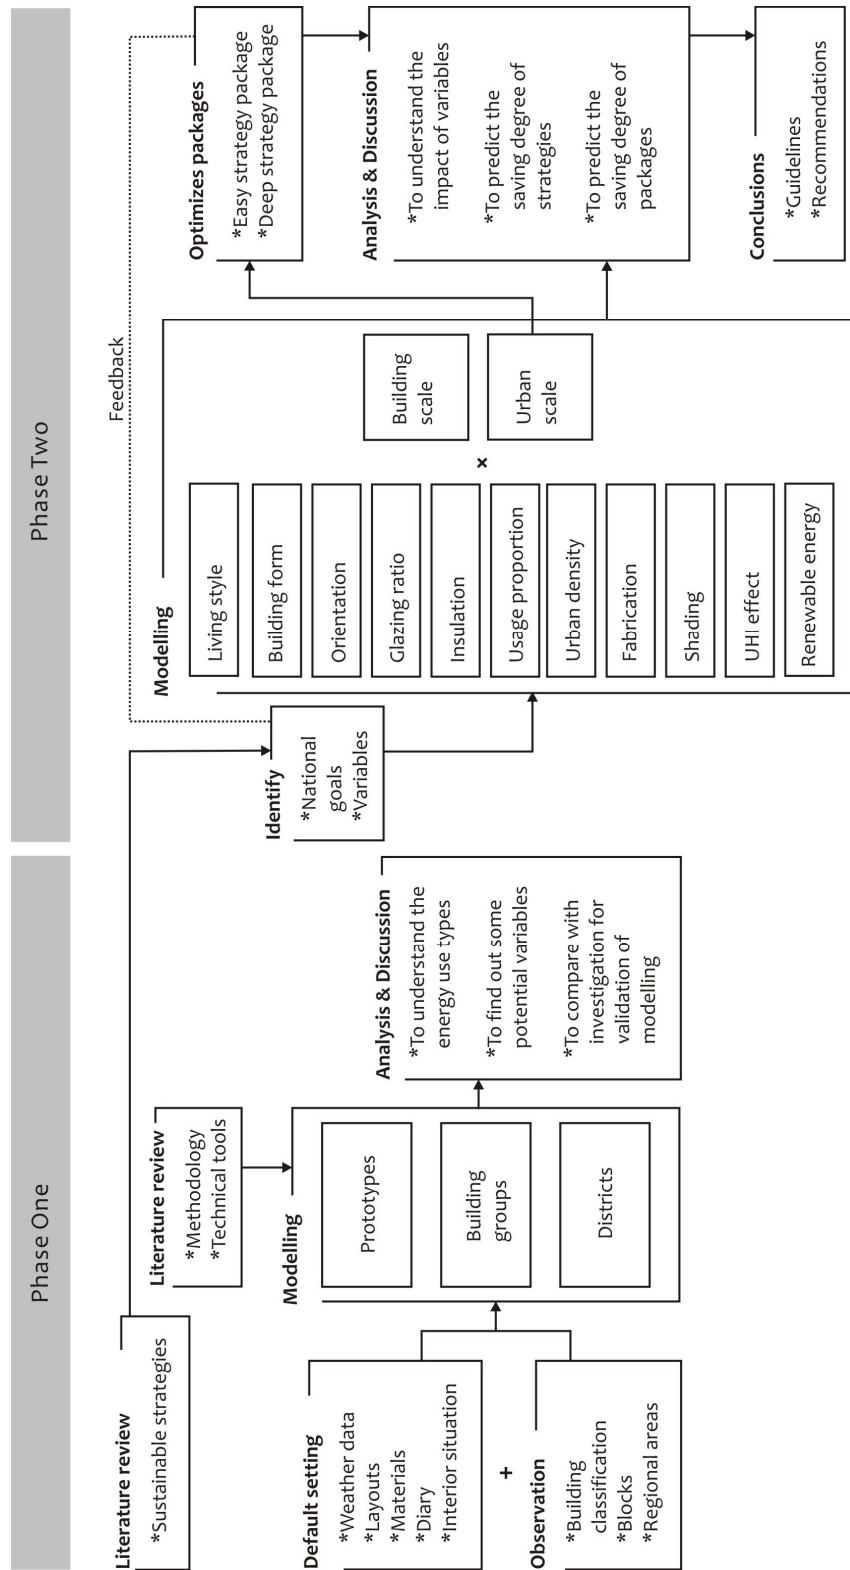 Phase One
Literature review
*Sustainable strategies
Default setting
*Weather data
*Layouts
*Materials
*Diary
*Interior situation
+
Observation
*Building
classification
*Blocks
*Regional areas
Literature review
*Methodology
*Technical tools
Modelling
Prototypes
Building
groups
Districts
Analysis & Discussion
*To understand the
energy use types
*To find out some
potential variables
*To compare with
investigation for
validation of
modelling
Phase Two
Feedback
Identify
*National
goals
*Variables
Modelling
Living style
Building form
Orientation
Glazing ratio
Insulation
Usage proportion
Urban density
Fabrication
Shading
UHI effect
Renewable energy
×
Building
scale
Urban
scale
Optimizes packages
*Easy strategy package
*Deep strategy package
Analysis & Discussion
*To understand the
impact of variables
*To predict the
saving degree of
strategies
*To predict the
saving degree of
packages
Conclusions
*Guidelines
*Recommendations